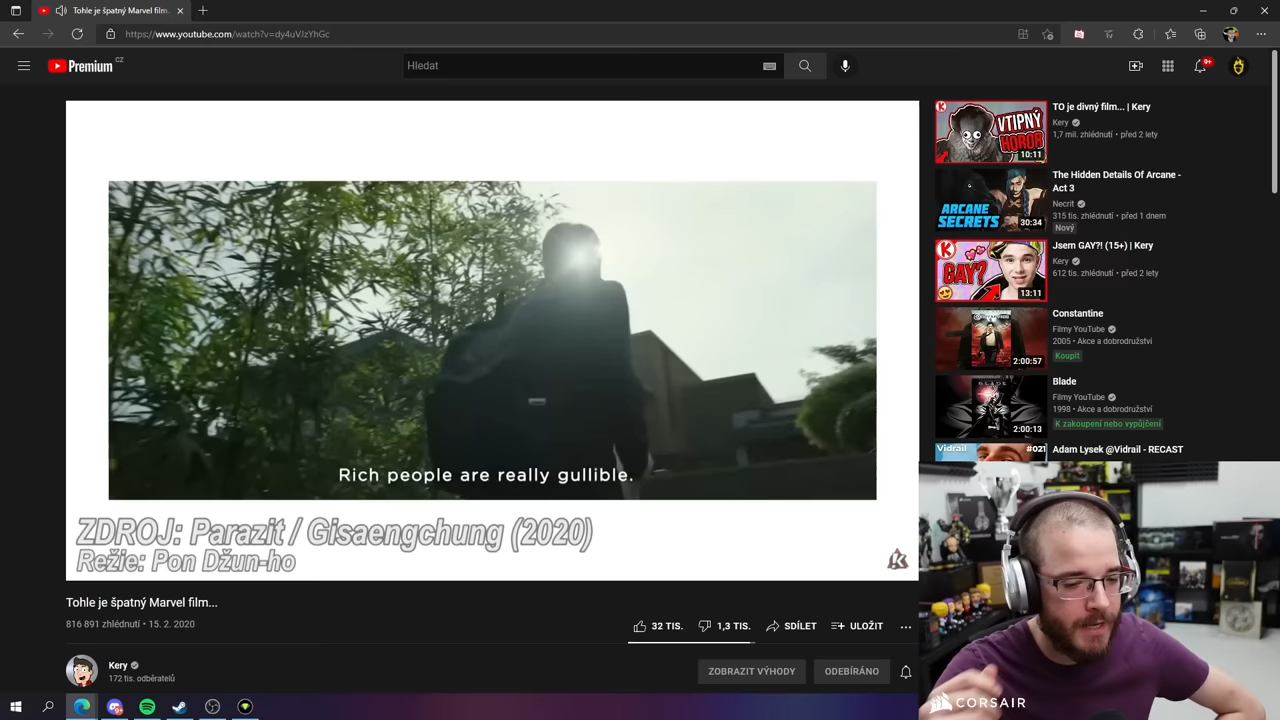 Tohle je špatný Marvel film...
https://www.youtube.com/watch?v=dy4uVJzYhGc
Premium CZ
Hledat
9+
Rich people are really gullible.
ZDROJ: Parazit / Gisaengchung (2020)
Režie: Pon Džun-ho
K
Tohle je špatný Marvel film...
816 891 zhlédnutí • 15. 2. 2020
32 TIS.
1,3 TIS.
SDÍLET
ULOŽIT
Kery
172 tis. odběratelů
ZOBRAZIT VÝHODY
ODEBÍRÁNO
K
VTIPNÝ
HOROR
10:11
TO je divný film... | Kery
Kery
1,7 mil. zhlédnutí • před 2 lety
ARCANE
SECRETS
30:34
The Hidden Details Of Arcane -
Act 3
Necrit
315 tis. zhlédnutí • před 1 dnem
Nový
K
GAY?
13:11
Jsem GAY?! (15+) | Kery
Kery
612 tis. zhlédnutí • před 2 lety
2:00:57
Constantine
Filmy YouTube
2005 • Akce a dobrodružství
Koupit
BLADE
2:00:13
Blade
Filmy YouTube
1998 • Akce a dobrodružství
K zakoupení nebo vypůjčení
Vidrail
#021
Adam Lysek @Vidrail - RECAST
CORSAIR